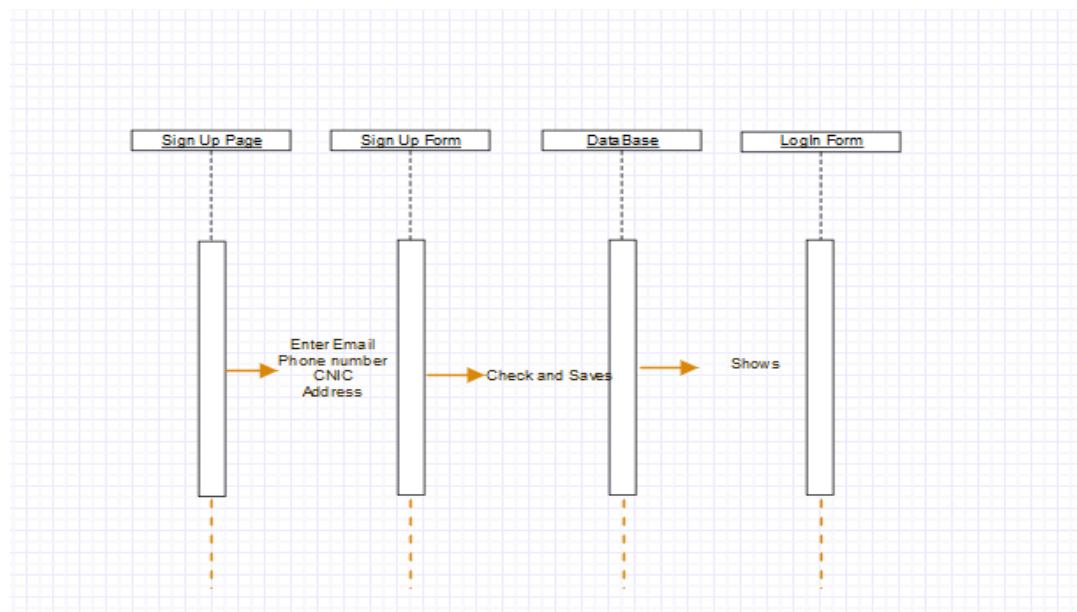 Sign Up Page
Sign Up Form
DataBase
LogIn Form
Enter Email
Phone number
CNIC
Address
Check and Saves
Shows